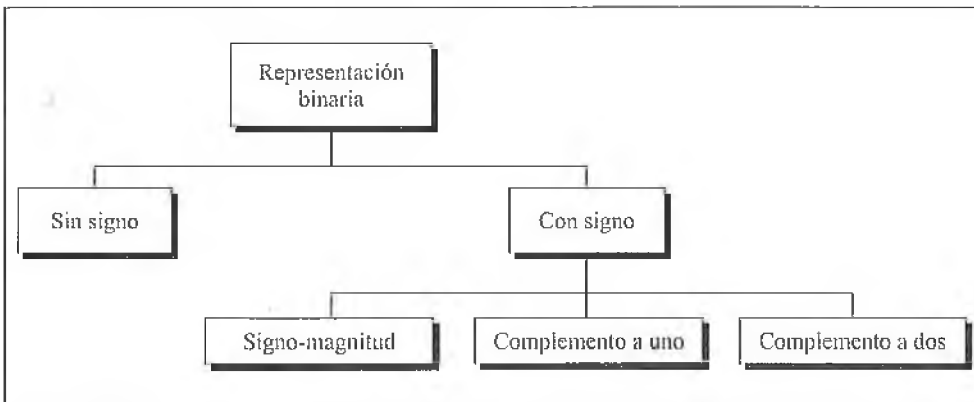 Representación
binaria
Sin signo
Con signo
Signo-magnitud
Complemento a uno
Complemento a dos